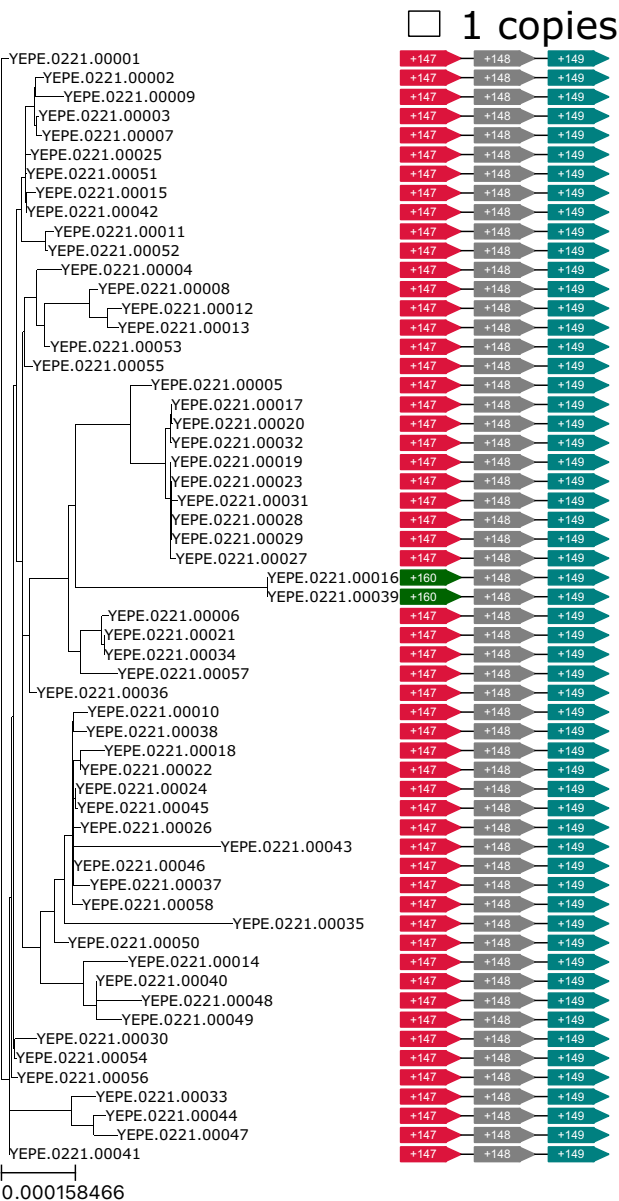 1 copies
YEPE.0221.00001 +147 +148 +149
YEPE.0221.00002 +147 +148 +149
YEPE.0221.00009 +147 +148 +149
YEPE.0221.00003 +147 +148 +149
YEPE.0221.00007 +147 +148 +149
YEPE.0221.00025 +147 +148 +149
YEPE.0221.00051 +147 +148 +149
YEPE.0221.00015 +147 +148 +149
YEPE.0221.00042 +147 +148 +149
YEPE.0221.00011 +147 +148 +149
YEPE.0221.00052 +147 +148 +149
YEPE.0221.00004 +147 +148 +149
YEPE.0221.00008 +147 +148 +149
YEPE.0221.00012 +147 +148 +149
YEPE.0221.00013 +147 +148 +149
YEPE.0221.00053 +147 +148 +149
YEPE.0221.00055 +147 +148 +149
YEPE.0221.00005 +147 +148 +149
YEPE.0221.00017 +147 +148 +149
YEPE.0221.00020 +147 +148 +149
YEPE.0221.00032 +147 +148 +149
YEPE.0221.00019 +147 +148 +149
YEPE.0221.00023 +147 +148 +149
YEPE.0221.00031 +147 +148 +149
YEPE.0221.00028 +147 +148 +149
YEPE.0221.00029 +147 +148 +149
YEPE.0221.00027 +147 +148 +149
YEPE.0221.00016 +160 +148 +149
YEPE.0221.00039 +160 +148 +149
YEPE.0221.00006 +147 +148 +149
YEPE.0221.00021 +147 +148 +149
YEPE.0221.00034 +147 +148 +149
YEPE.0221.00057 +147 +148 +149
YEPE.0221.00036 +147 +148 +149
YEPE.0221.00010 +147 +148 +149
YEPE.0221.00038 +147 +148 +149
YEPE.0221.00018 +147 +148 +149
YEPE.0221.00022 +147 +148 +149
YEPE.0221.00024 +147 +148 +149
YEPE.0221.00045 +147 +148 +149
YEPE.0221.00026 +147 +148 +149
YEPE.0221.00043 +147 +148 +149
YEPE.0221.00046 +147 +148 +149
YEPE.0221.00037 +147 +148 +149
YEPE.0221.00058 +147 +148 +149
YEPE.0221.00035 +147 +148 +149
YEPE.0221.00050 +147 +148 +149
YEPE.0221.00014 +147 +148 +149
YEPE.0221.00040 +147 +148 +149
YEPE.0221.00048 +147 +148 +149
YEPE.0221.00049 +147 +148 +149
YEPE.0221.00030 +147 +148 +149
YEPE.0221.00054 +147 +148 +149
YEPE.0221.00056 +147 +148 +149
YEPE.0221.00033 +147 +148 +149
YEPE.0221.00044 +147 +148 +149
YEPE.0221.00047 +147 +148 +149
YEPE.0221.00041 +147 +148 +149
0.000158466